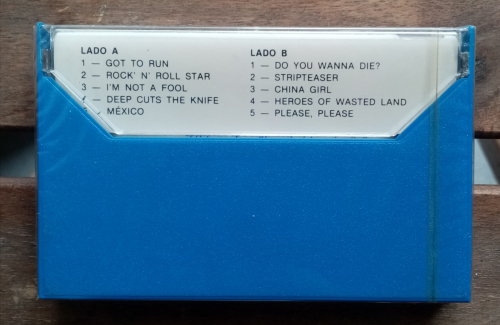 LADO A
1 — GOT TO RUN
2 — ROCK' N' ROLL STAR
3 — I'M NOT A FOOL
— DEEP CUTS THE KNIFE
MÉXICO
LADO B
1 — DO YOU WANNA DIE?
2 — STRIPTEASER
3 — CHINA GIRL
4 — HEROES OF WASTED LAND
5 — PLEASE, PLEASE